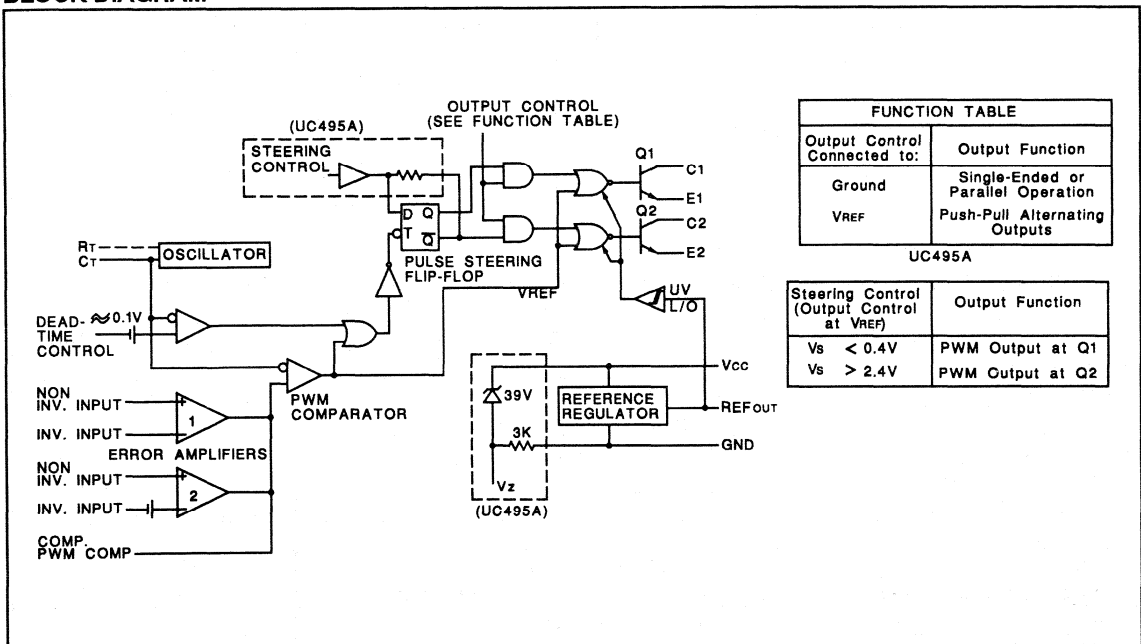 OUTPUT CONTROL
(SEE FUNCTION TABLE)
(UC495A)
STEERING
CONTROL
D Q
T Q
PULSE STEERING
FLIP-FLOP
Q1
C1
E1
Q2
C2
E2
RT
CT
OSCILLATOR
VREF
UV
L/O
DEAD-
TIME
CONTROL
≈0.1V
PWM
COMPARATOR
NON
INV. INPUT
INV. INPUT
+
-
1
ERROR AMPLIFIERS
NON
INV. INPUT
INV. INPUT
+
-
2
COMP.
PWM COMP
39V
3K
VZ
(UC495A)
REFERENCE
REGULATOR
VCC
REFOUT
GND
FUNCTION TABLE
Output Control
Connected to:
Output Function
Ground
Single-Ended or
Parallel Operation
VREF
Push-Pull Alternating
Outputs
UC495A
Steering Control
(Output Control
at VREF)
Output Function
Vs < 0.4V
PWM Output at Q1
Vs > 2.4V
PWM Output at Q2